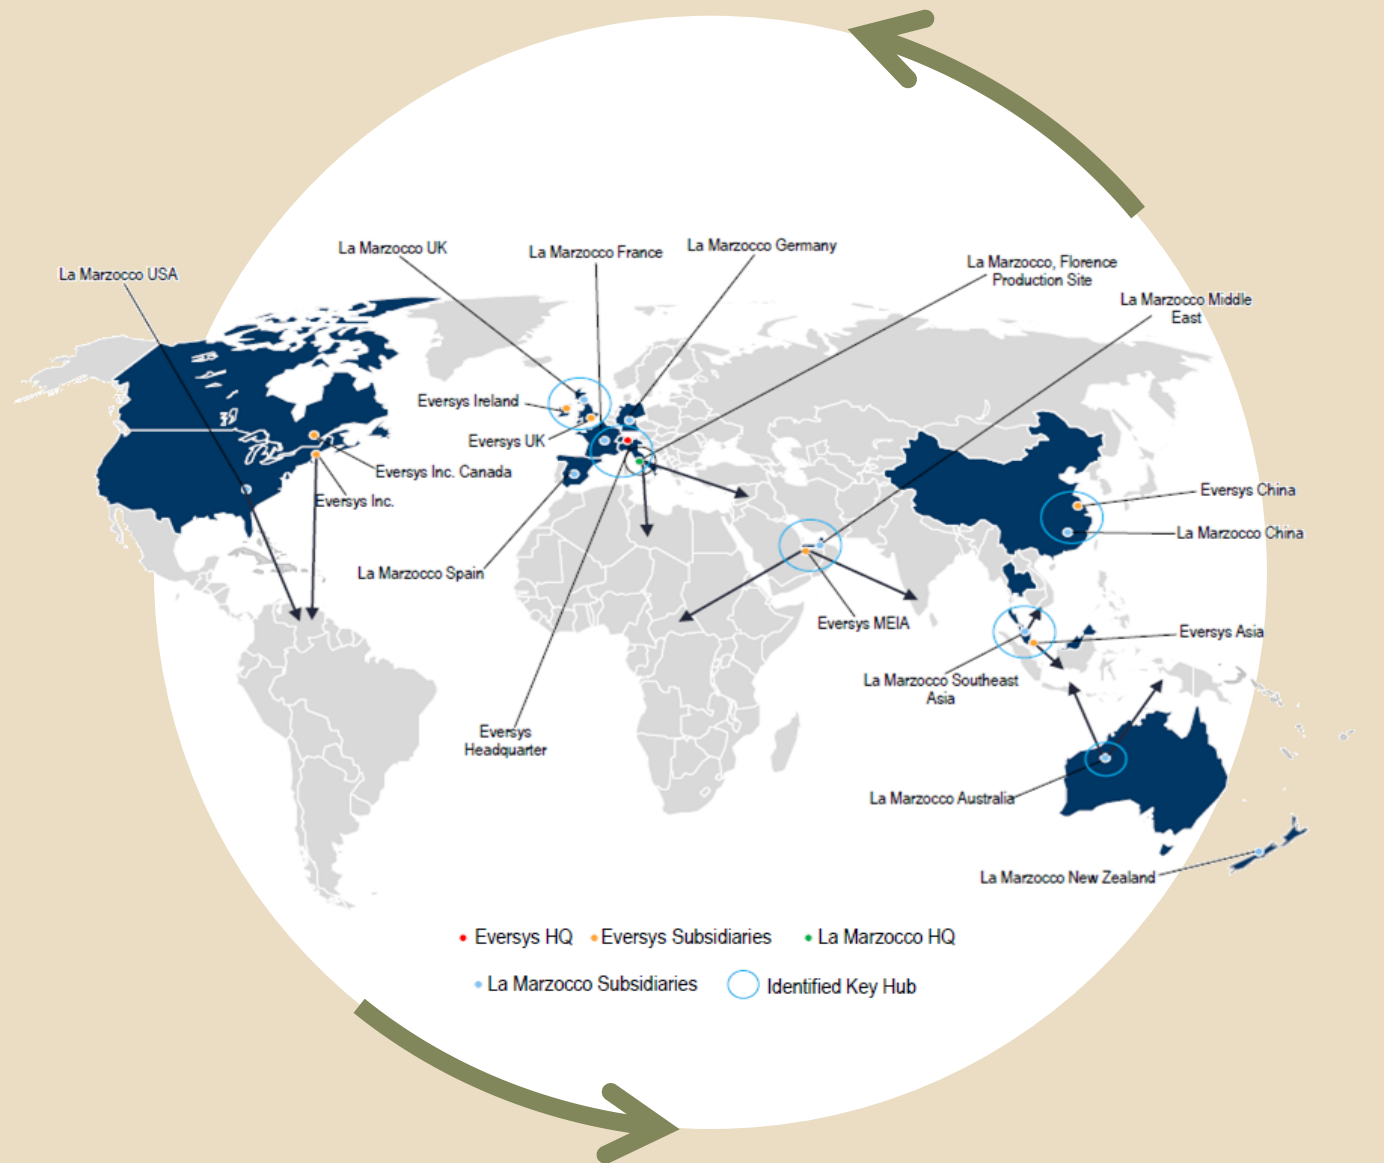 La Marzocco UK
La Marzocco France
La Marzocco Germany
La Marzocco, Florence
Production Site
La Marzocco USA
La Marzocco Middle
East
Eversys Ireland
Eversys UK
Eversys Inc. Canada
Eversys Inc.
Eversys China
La Marzocco China
La Marzocco Spain
Eversys MEIA
Eversys Asia
La Marzocco Southeast
Asia
Eversys
Headquarter
La Marzocco Australia
La Marzocco New Zealand
Eversys HQ
Eversys Subsidiaries
La Marzocco HQ
La Marzocco Subsidiaries
Identified Key Hub